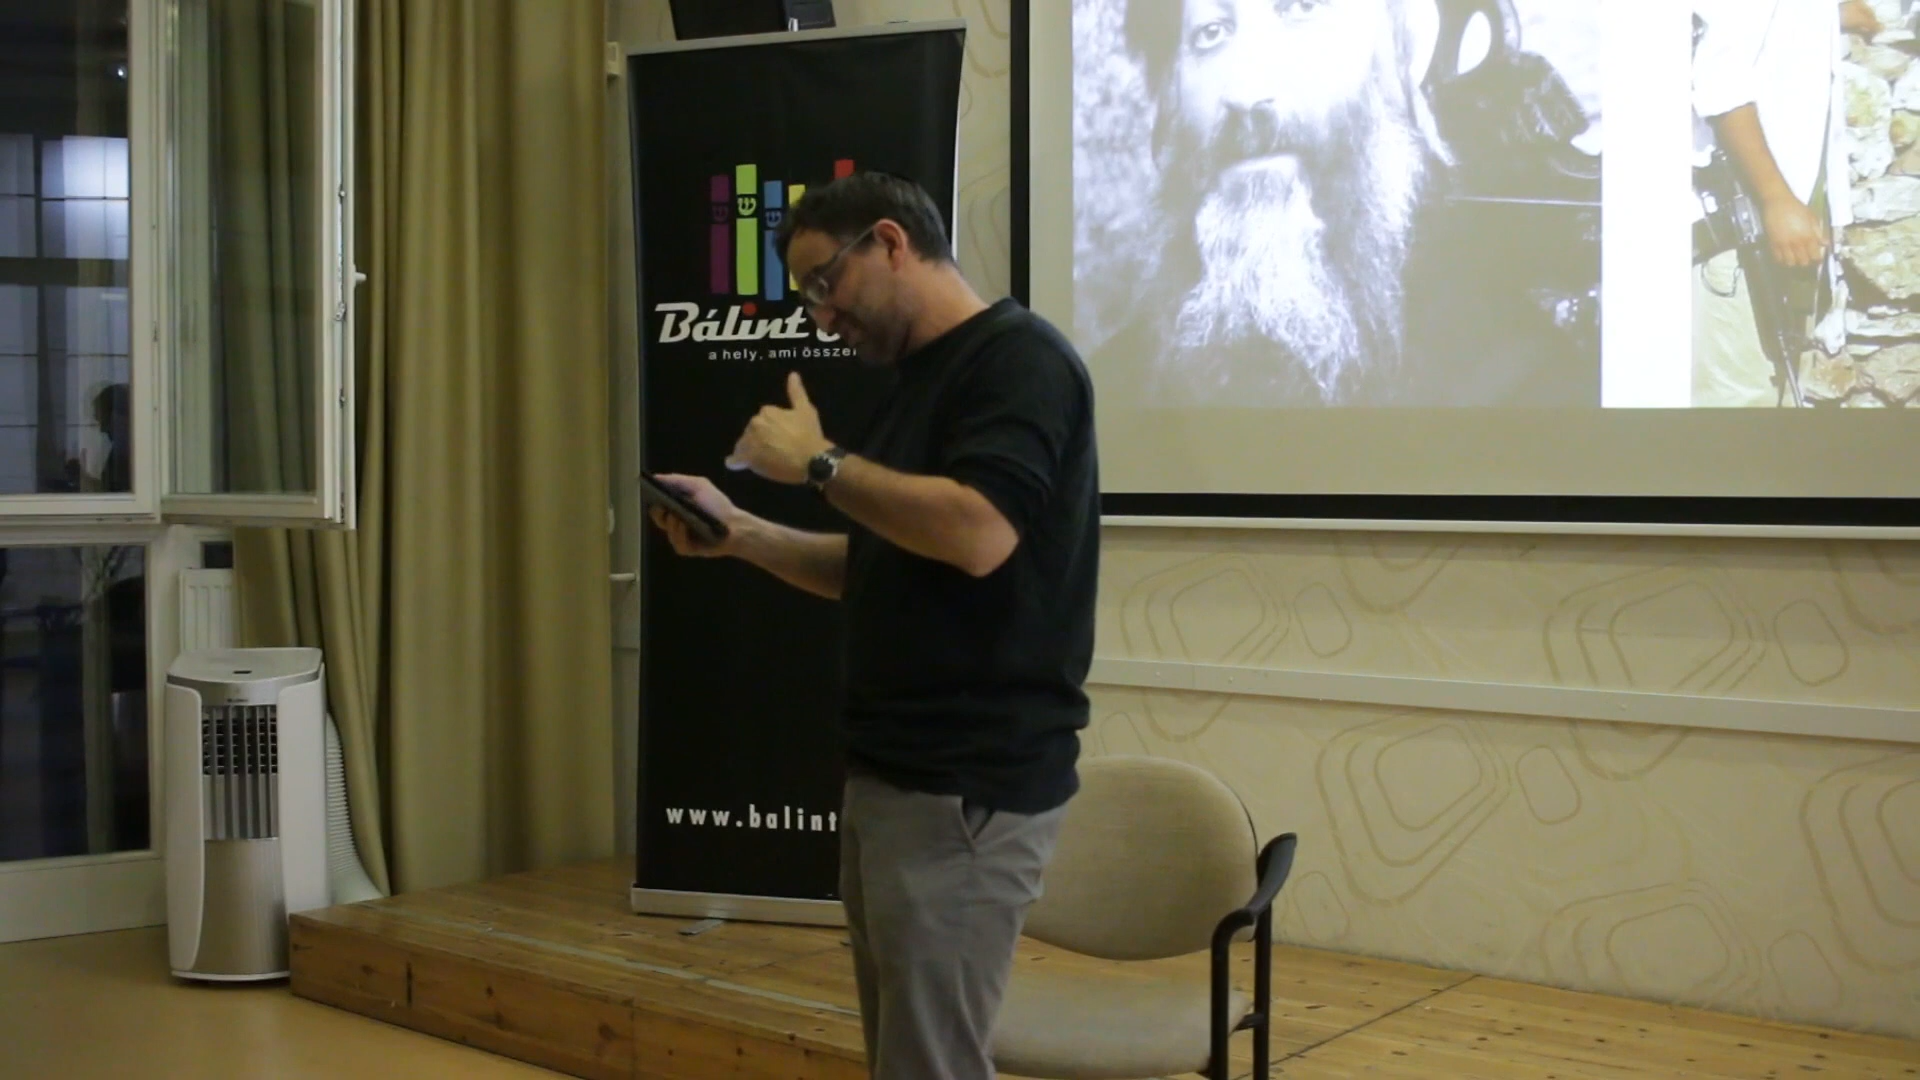 ש
ש
ש
Bálint
a hely, ami össze
www.balint